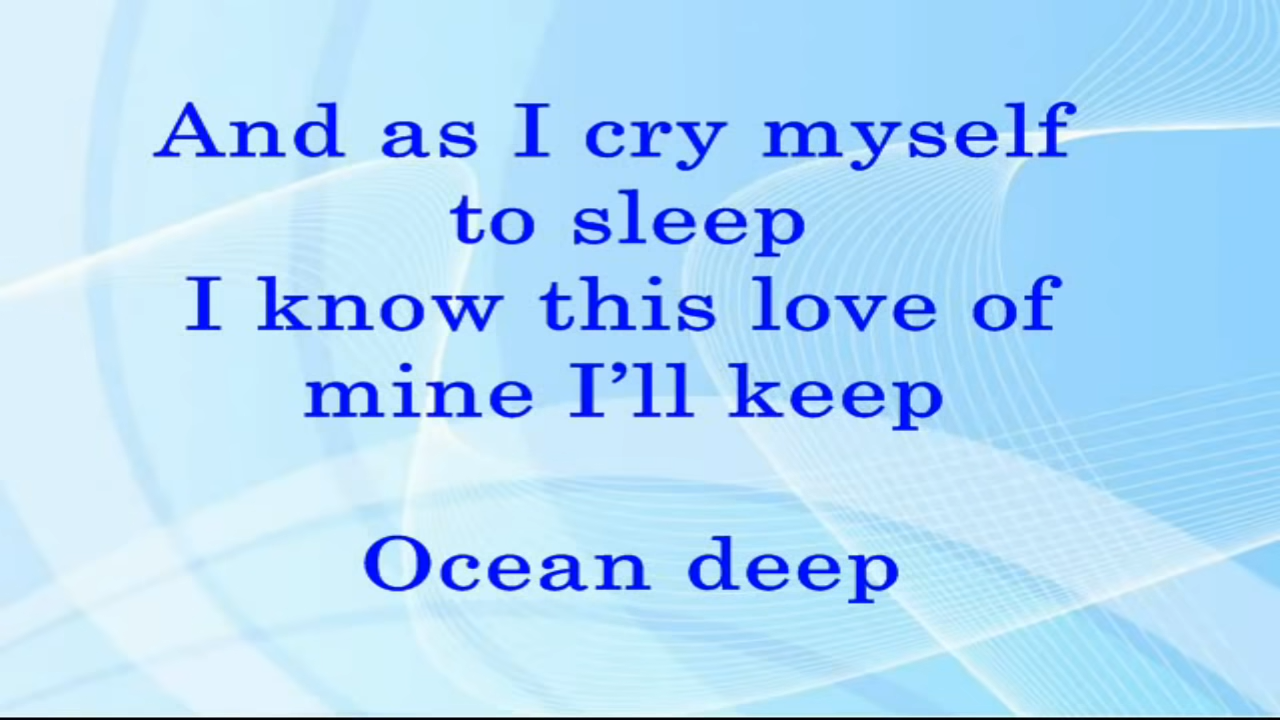 And as I cry myself
to sleep
I know this love of
mine I’ll keep
Ocean deep